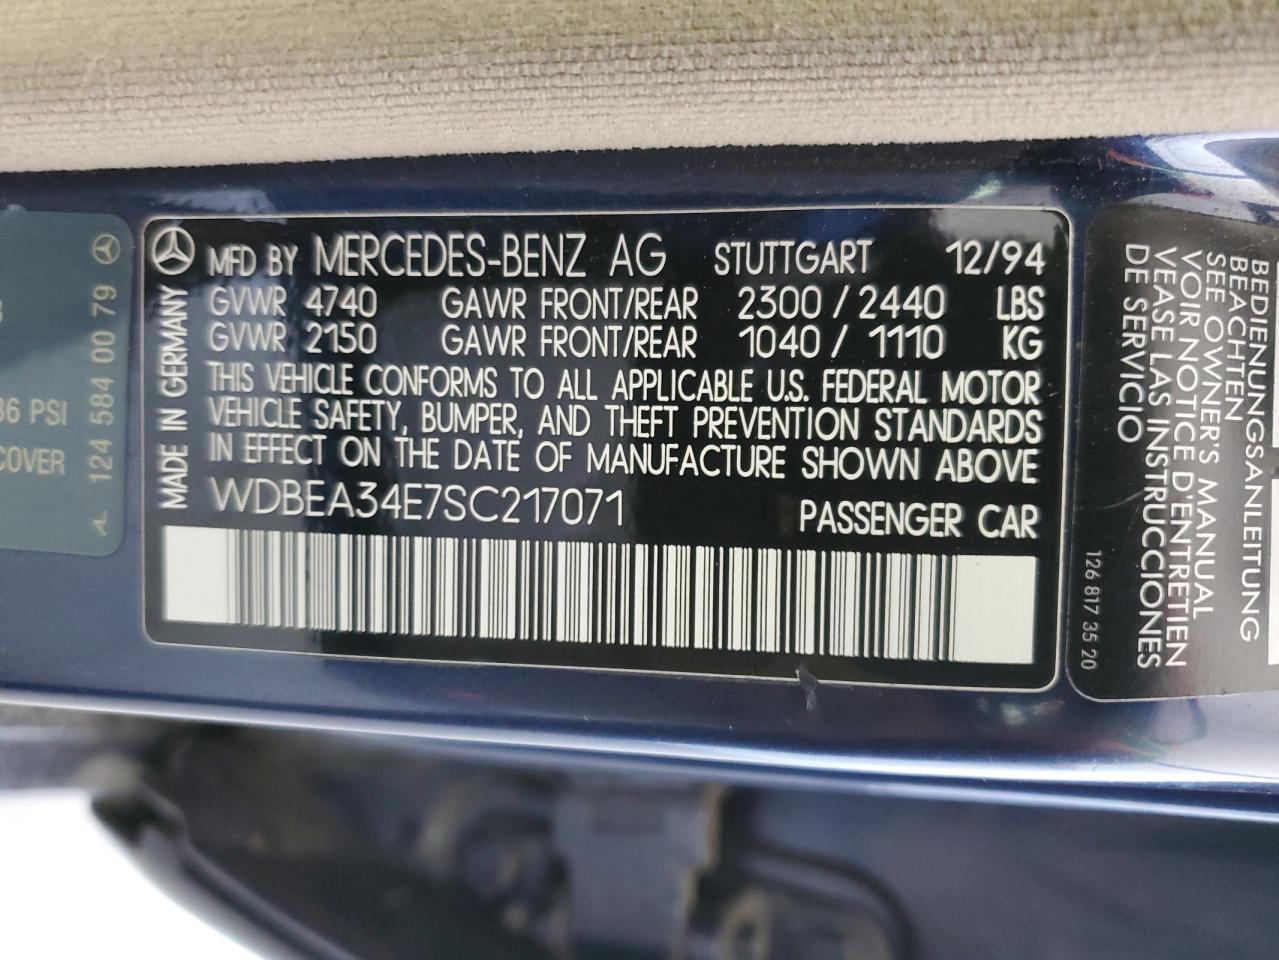 MFD BY MERCEDES-BENZ AG STUTTGART 12/94
GVWR 4740 GAWR FRONT/REAR 2300 / 2440 LBS
GVWR 2150 GAWR FRONT/REAR 1040 / 1110 KG
THIS VEHICLE CONFORMS TO ALL APPLICABLE U.S. FEDERAL MOTOR
VEHICLE SAFETY, BUMPER, AND THEFT PREVENTION STANDARDS
IN EFFECT ON THE DATE OF MANUFACTURE SHOWN ABOVE
WDBEA34E7SC217071 PASSENGER CAR
MADE IN GERMANY
36 PSI
COVER
124 584 00 79
BEDIENUNGSANLEITUNG
BEACHTEN
SEE OWNER'S MANUAL
VOIR NOTICE D'ENTRETIEN
VEASE LAS INSTRUCCIONES
DE SERVICIO
126 817 35 20